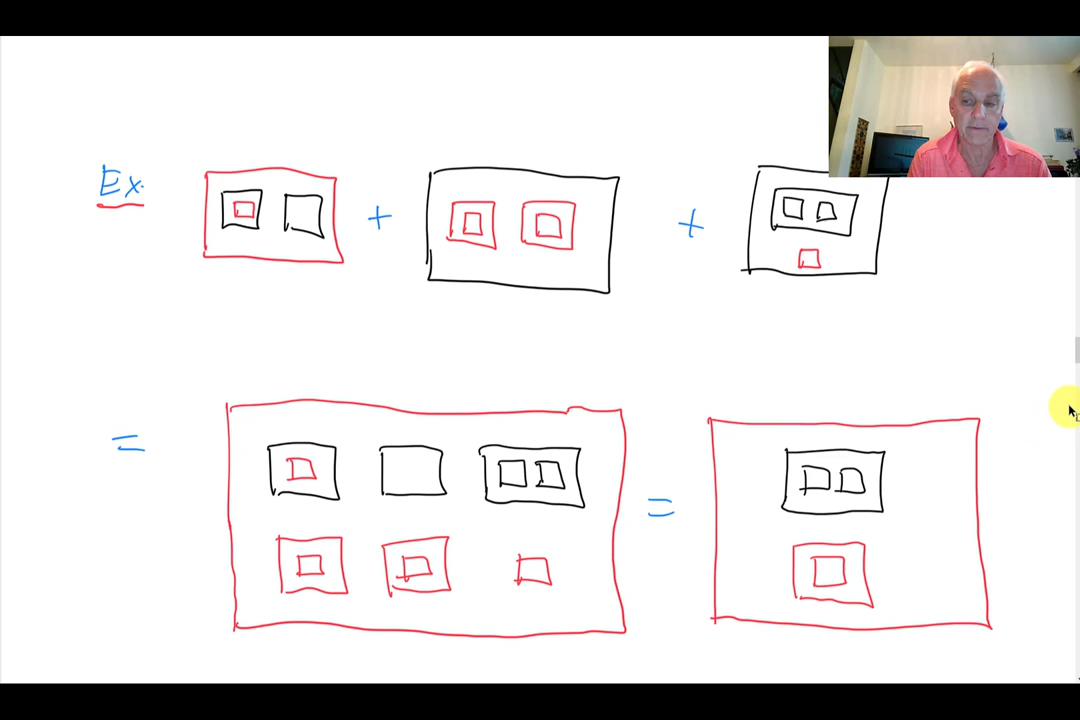 Ex.
+ +
= =